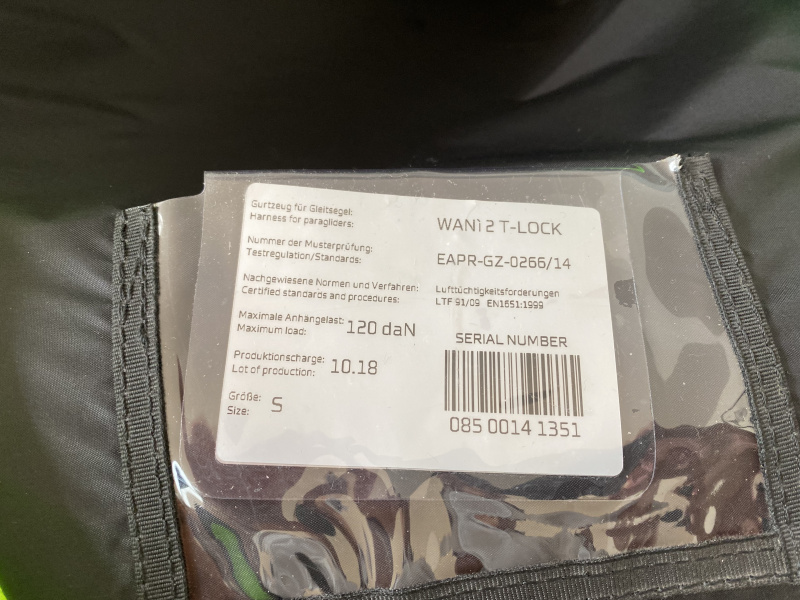 Gurtzeug für Gleitsegel:
Harness for paragliders:
WANI 2 T-LOCK
Nummer der Musterprüfung:
Testregulation/Standards:
EAPR-GZ-0266/14
Nachgewiesene Normen und Verfahren:
Certified standards and procedures:
Lufttüchtigkeitsforderungen
LTF 91/09 EN1651:1999
Maximale Anhängelast:
Maximum load:
120 daN
Produktionscharge:
Lot of production:
10.18
Größe:
Size:
S
SERIAL NUMBER
085 0014 1351